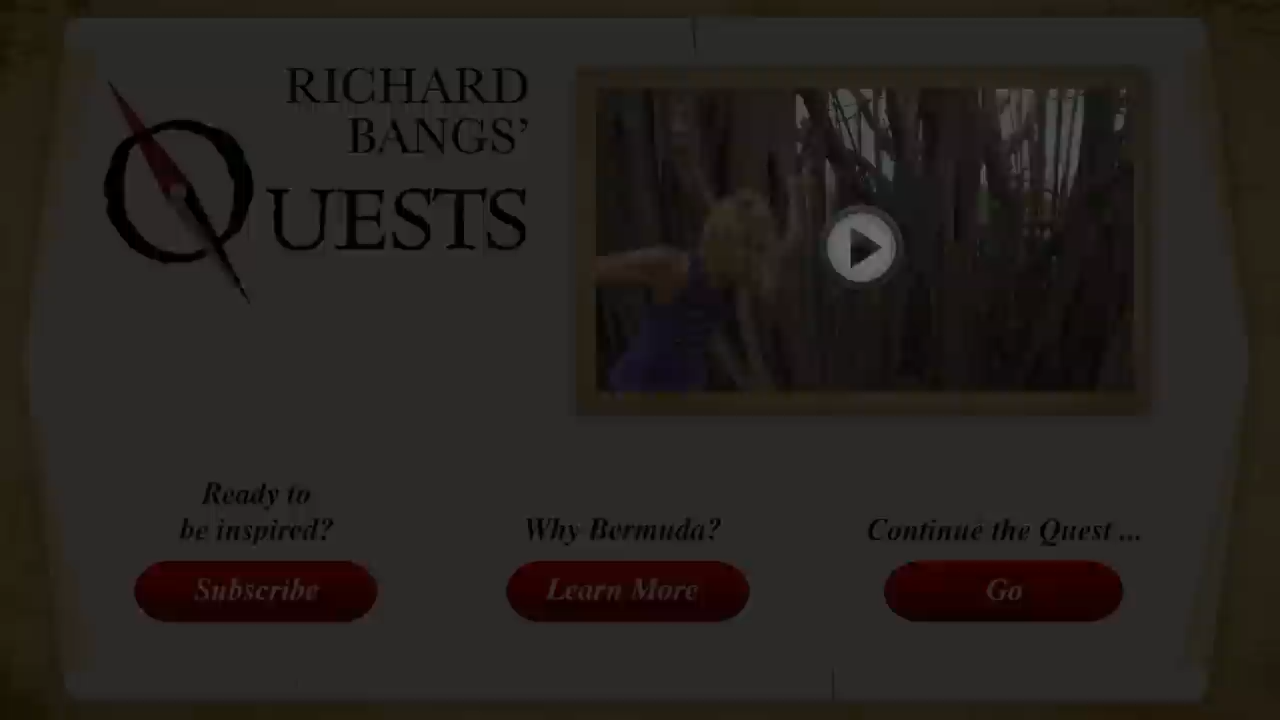 RICHARD
BANGS’
QUESTS
Ready to
be inspired?
Subscribe
Why Bermuda?
Learn More
Continue the Quest ...
Go